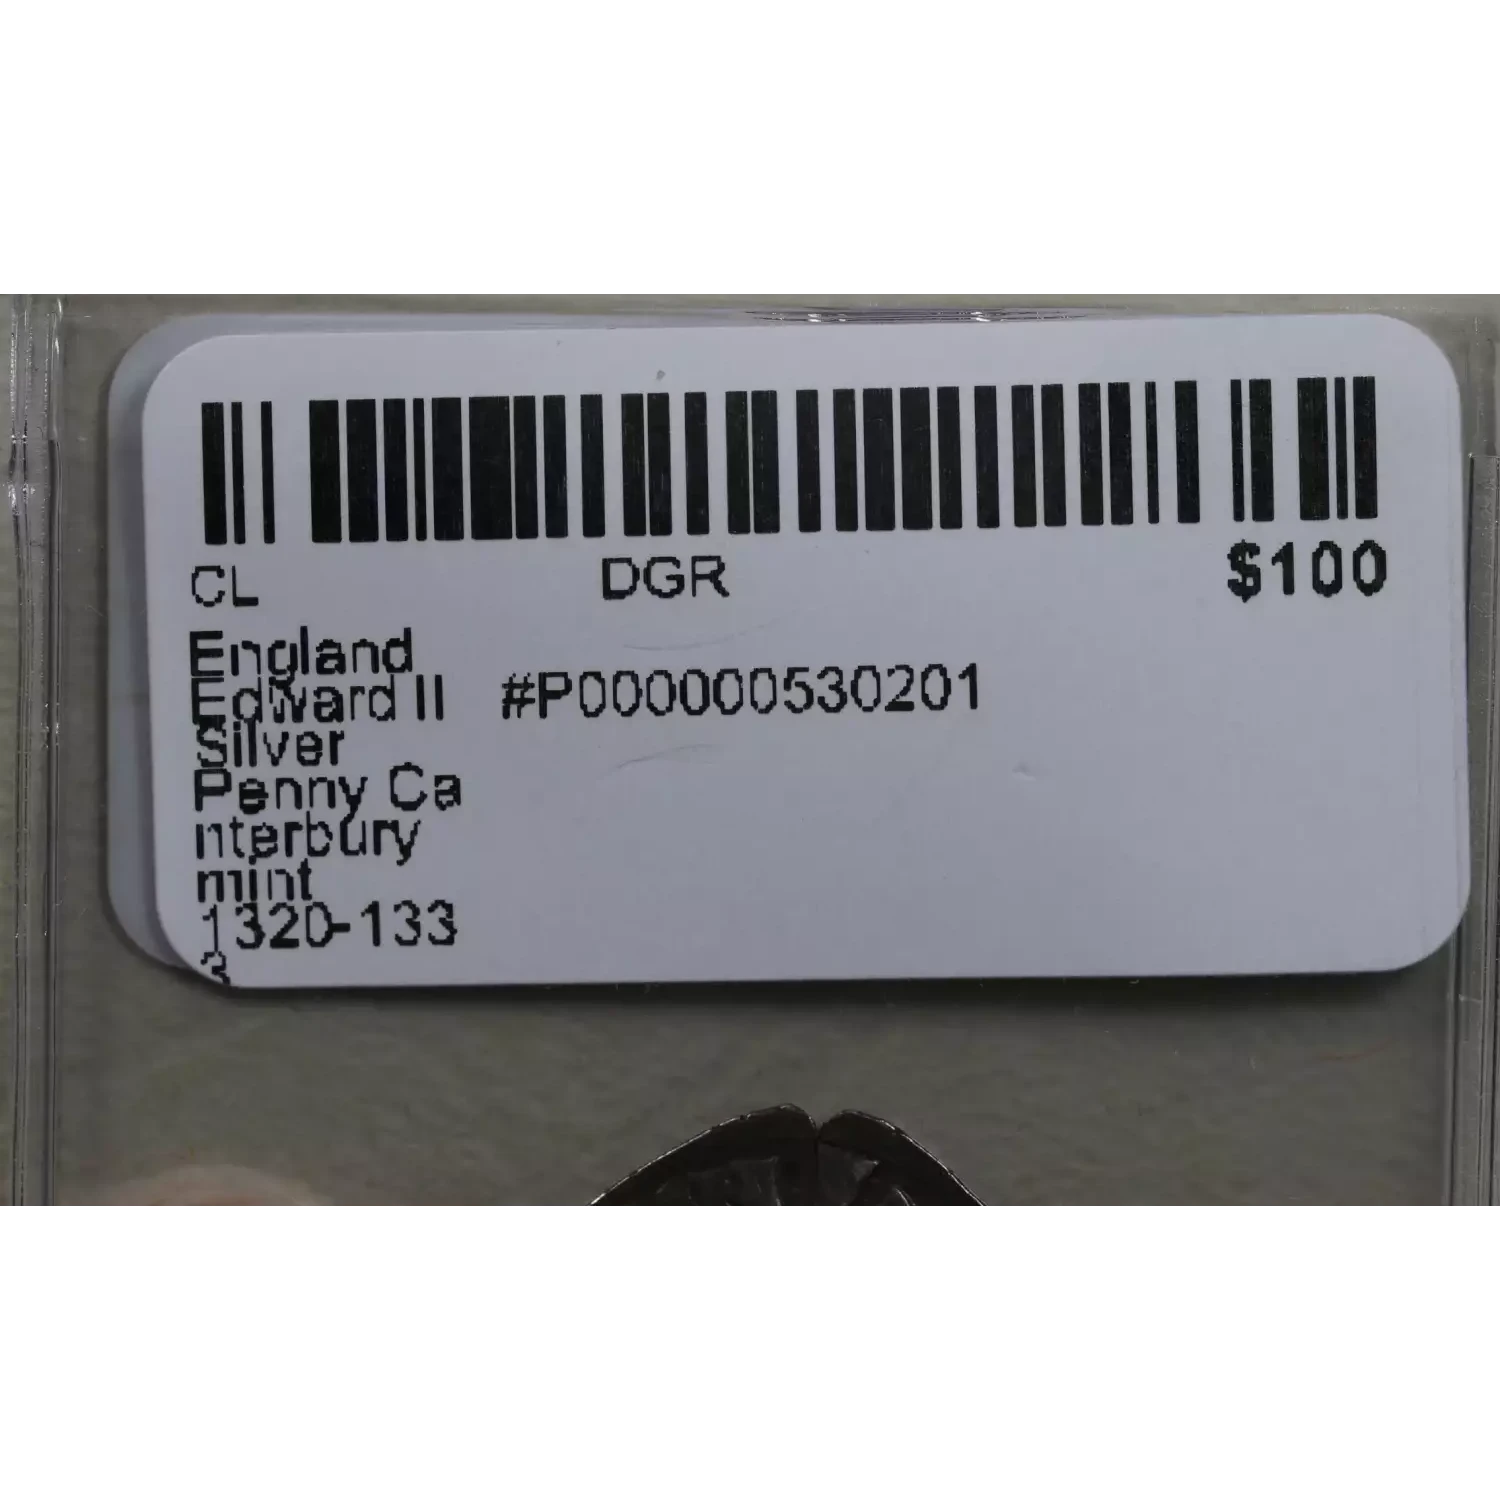 CL DGR $100
England
Edward II #P000000530201
Silver
Penny Ca
nterbury
mint
1320-133
3